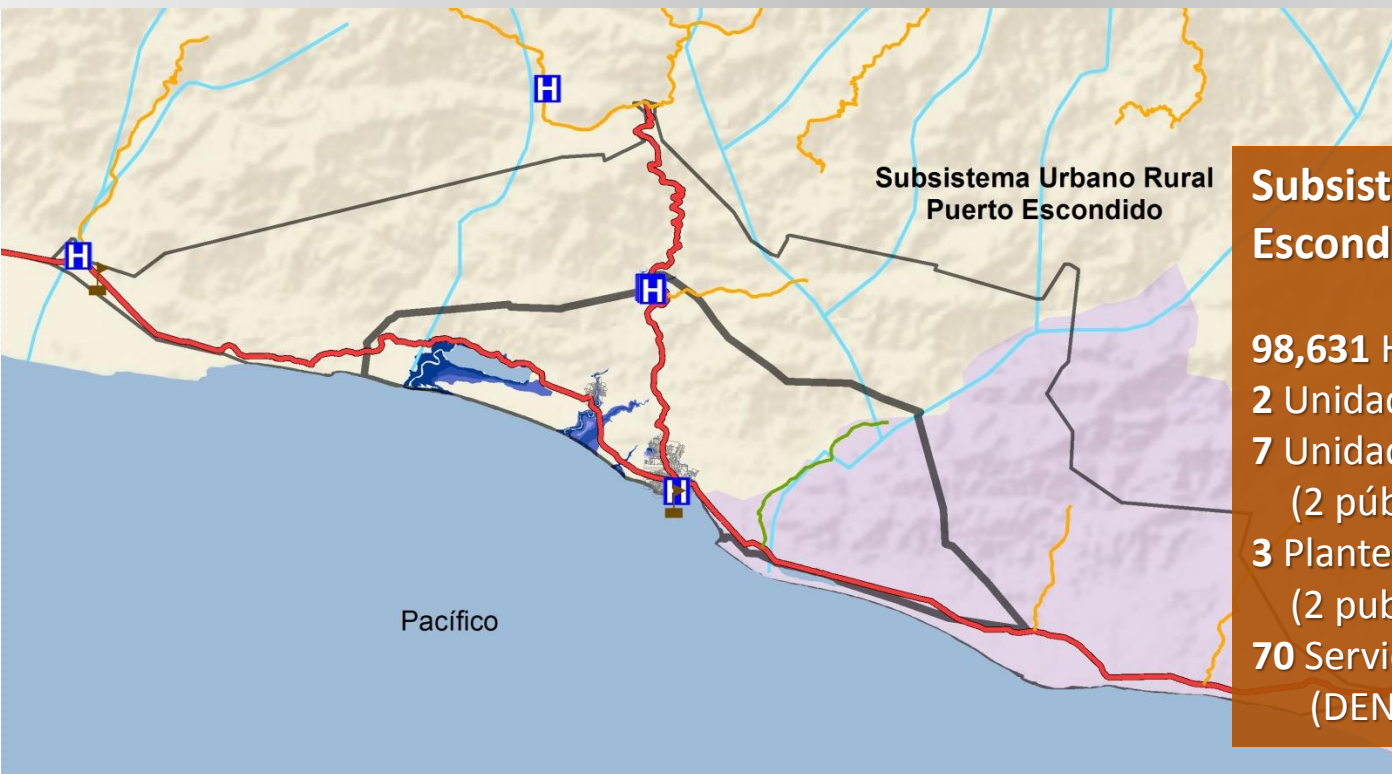 H
Subsistema Urbano Rural
Puerto Escondido
H
H
H
Pacífico
Subsist
Escond
98,631 H
2 Unidad
7 Unidad
(2 púb
3 Plante
(2 pub
70 Servi
(DEN